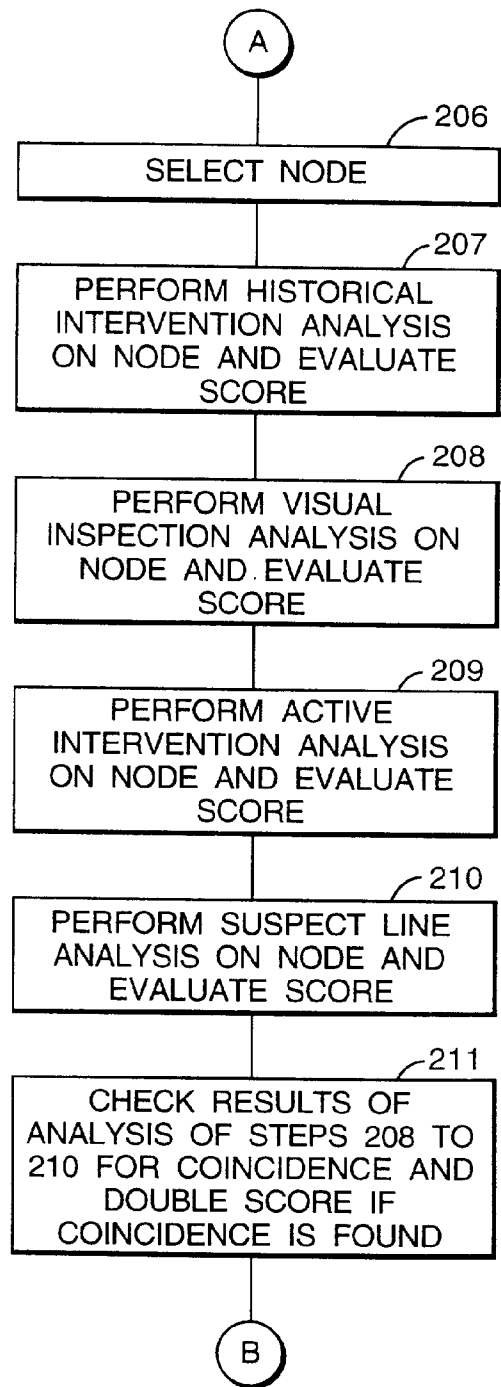 A
206
SELECT NODE
207
PERFORM HISTORICAL
INTERVENTION ANALYSIS
ON NODE AND EVALUATE
SCORE
208
PERFORM VISUAL
INSPECTION ANALYSIS ON
NODE AND EVALUATE
SCORE
209
PERFORM ACTIVE
INTERVENTION ANALYSIS
ON NODE AND EVALUATE
SCORE
210
PERFORM SUSPECT LINE
ANALYSIS ON NODE AND
EVALUATE SCORE
211
CHECK RESULTS OF
ANALYSIS OF STEPS 208 TO
210 FOR COINCIDENCE AND
DOUBLE SCORE IF
COINCIDENCE IS FOUND
B